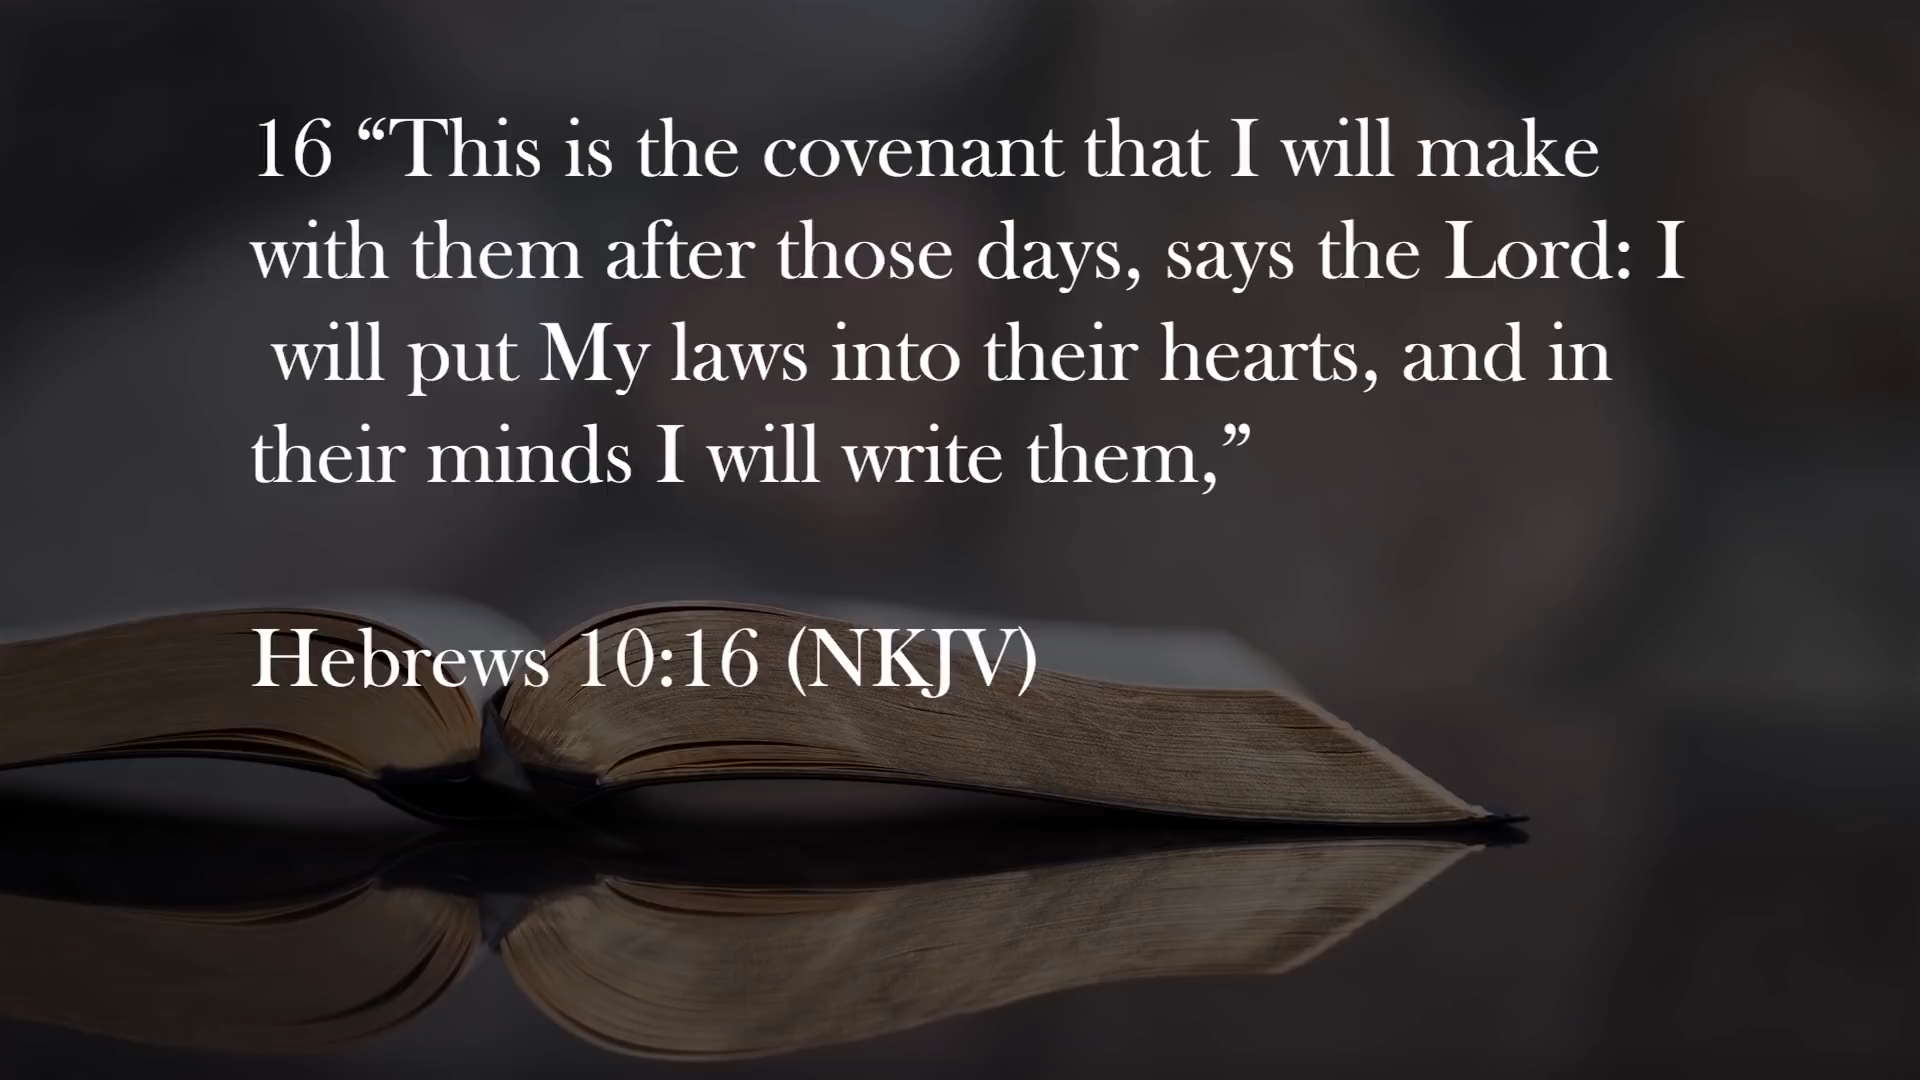 16 “This is the covenant that I will make
with them after those days, says the Lord: I
will put My laws into their hearts, and in
their minds I will write them,”
Hebrews 10:16 (NKJV)